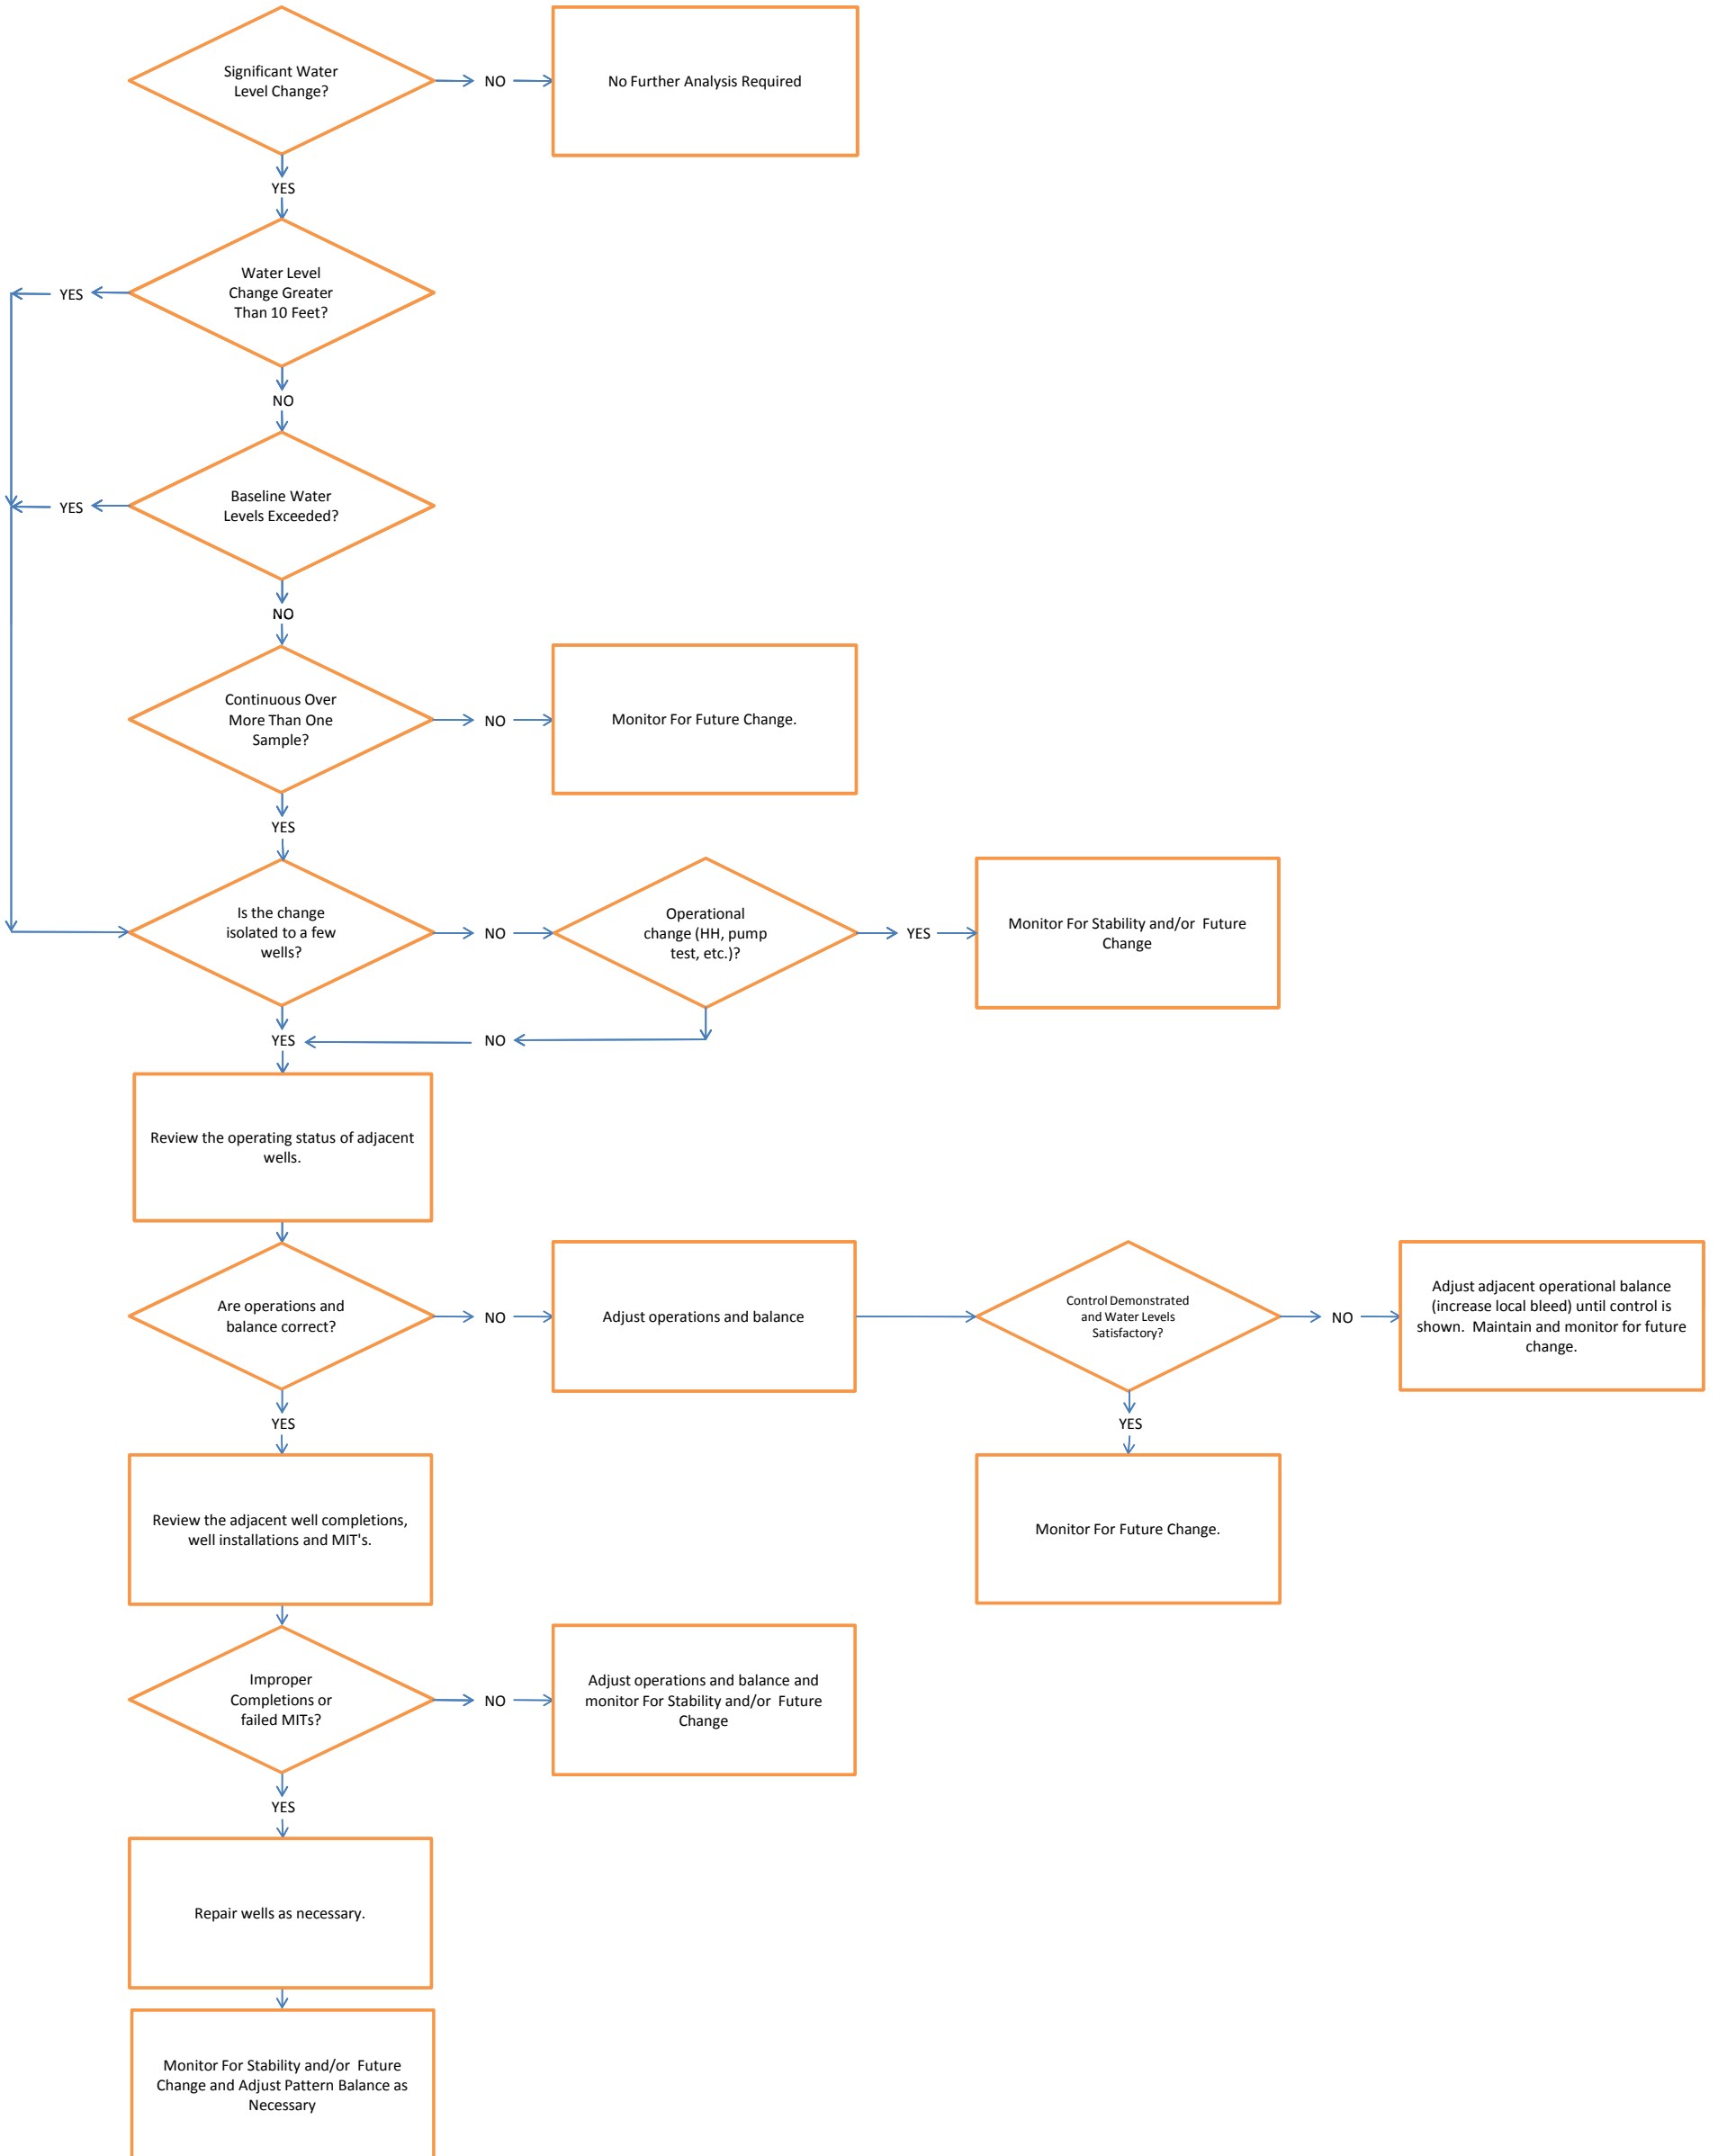 Significant Water
Level Change?
NO
No Further Analysis Required
YES
Water Level
Change Greater
Than 10 Feet?
YES
NO
Baseline Water
Levels Exceeded?
YES
NO
Continuous Over
More Than One
Sample?
NO
Monitor For Future Change.
YES
Is the change
isolated to a few
wells?
NO
Operational
change (HH, pump
test, etc.)?
YES
Monitor For Stability and/or  Future
Change
YES
NO
Review the operating status of adjacent
wells.
Are operations and
balance correct?
NO
Adjust operations and balance
Control Demonstrated
and Water Levels
Satisfactory?
NO
Adjust adjacent operational balance
(increase local bleed) until control is
shown.  Maintain and monitor for future
change.
YES
YES
Review the adjacent well completions,
well installations and MIT's.
Monitor For Future Change.
Improper
Completions or
failed MITs?
NO
Adjust operations and balance and
monitor For Stability and/or  Future
Change
YES
Repair wells as necessary.
Monitor For Stability and/or  Future
Change and Adjust Pattern Balance as
Necessary